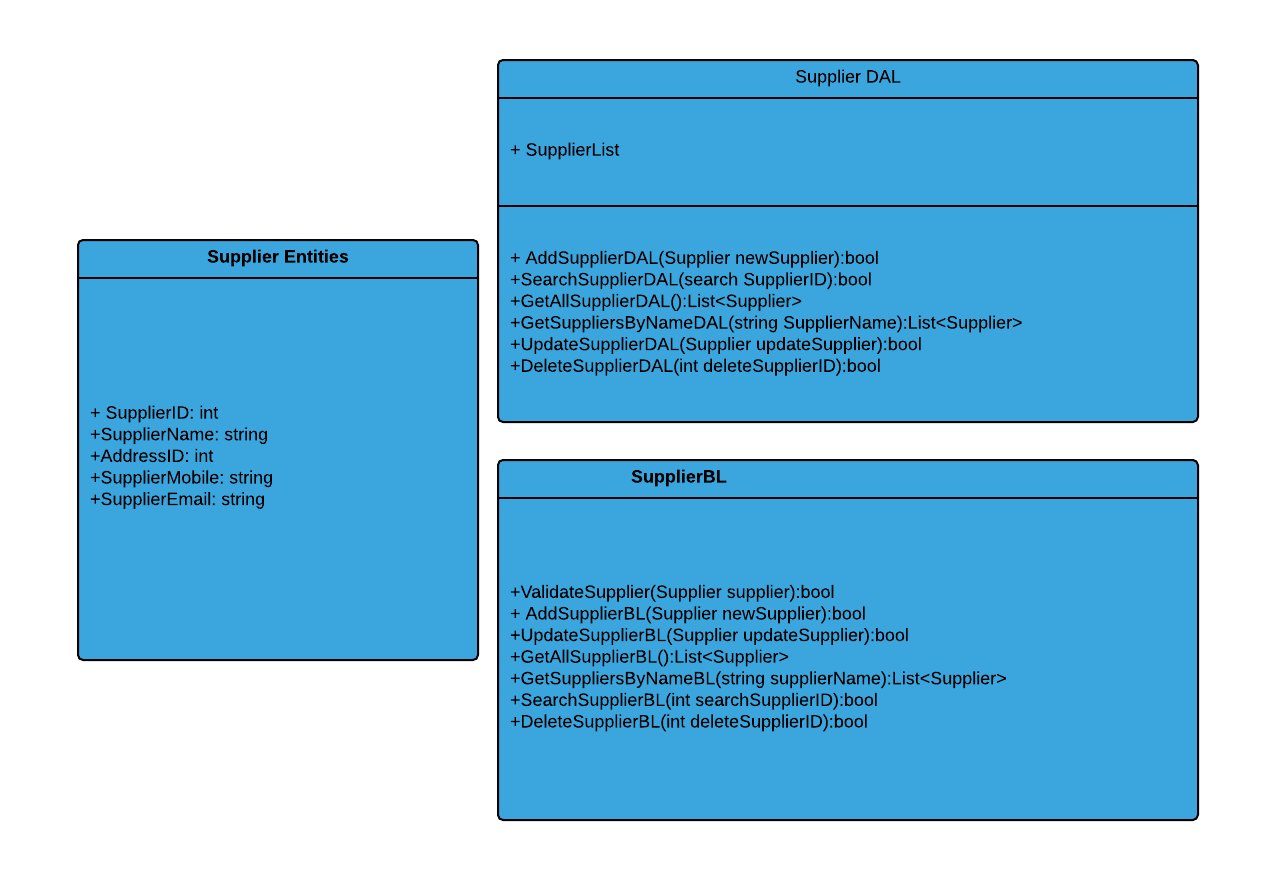 Supplier DAL
+ SupplierList
+ AddSupplierDAL(Supplier newSupplier):bool
+SearchSupplierDAL(search SupplierID):bool
+GetAllSupplierDAL():List<Supplier>
+GetSuppliersByNameDAL(string SupplierName):List<Supplier>
+UpdateSupplierDAL(Supplier updateSupplier):bool
+DeleteSupplierDAL(int deleteSupplierID):bool
Supplier Entities
+ SupplierID: int
+SupplierName: string
+AddressID: int
+SupplierMobile: string
+SupplierEmail: string
SupplierBL
+ValidateSupplier(Supplier supplier):bool
+ AddSupplierBL(Supplier newSupplier):bool
+UpdateSupplierBL(Supplier updateSupplier):bool
+GetAllSupplierBL():List<Supplier>
+GetSuppliersByNameBL(string supplierName):List<Supplier>
+SearchSupplierBL(int searchSupplierID):bool
+DeleteSupplierBL(int deleteSupplierID):bool